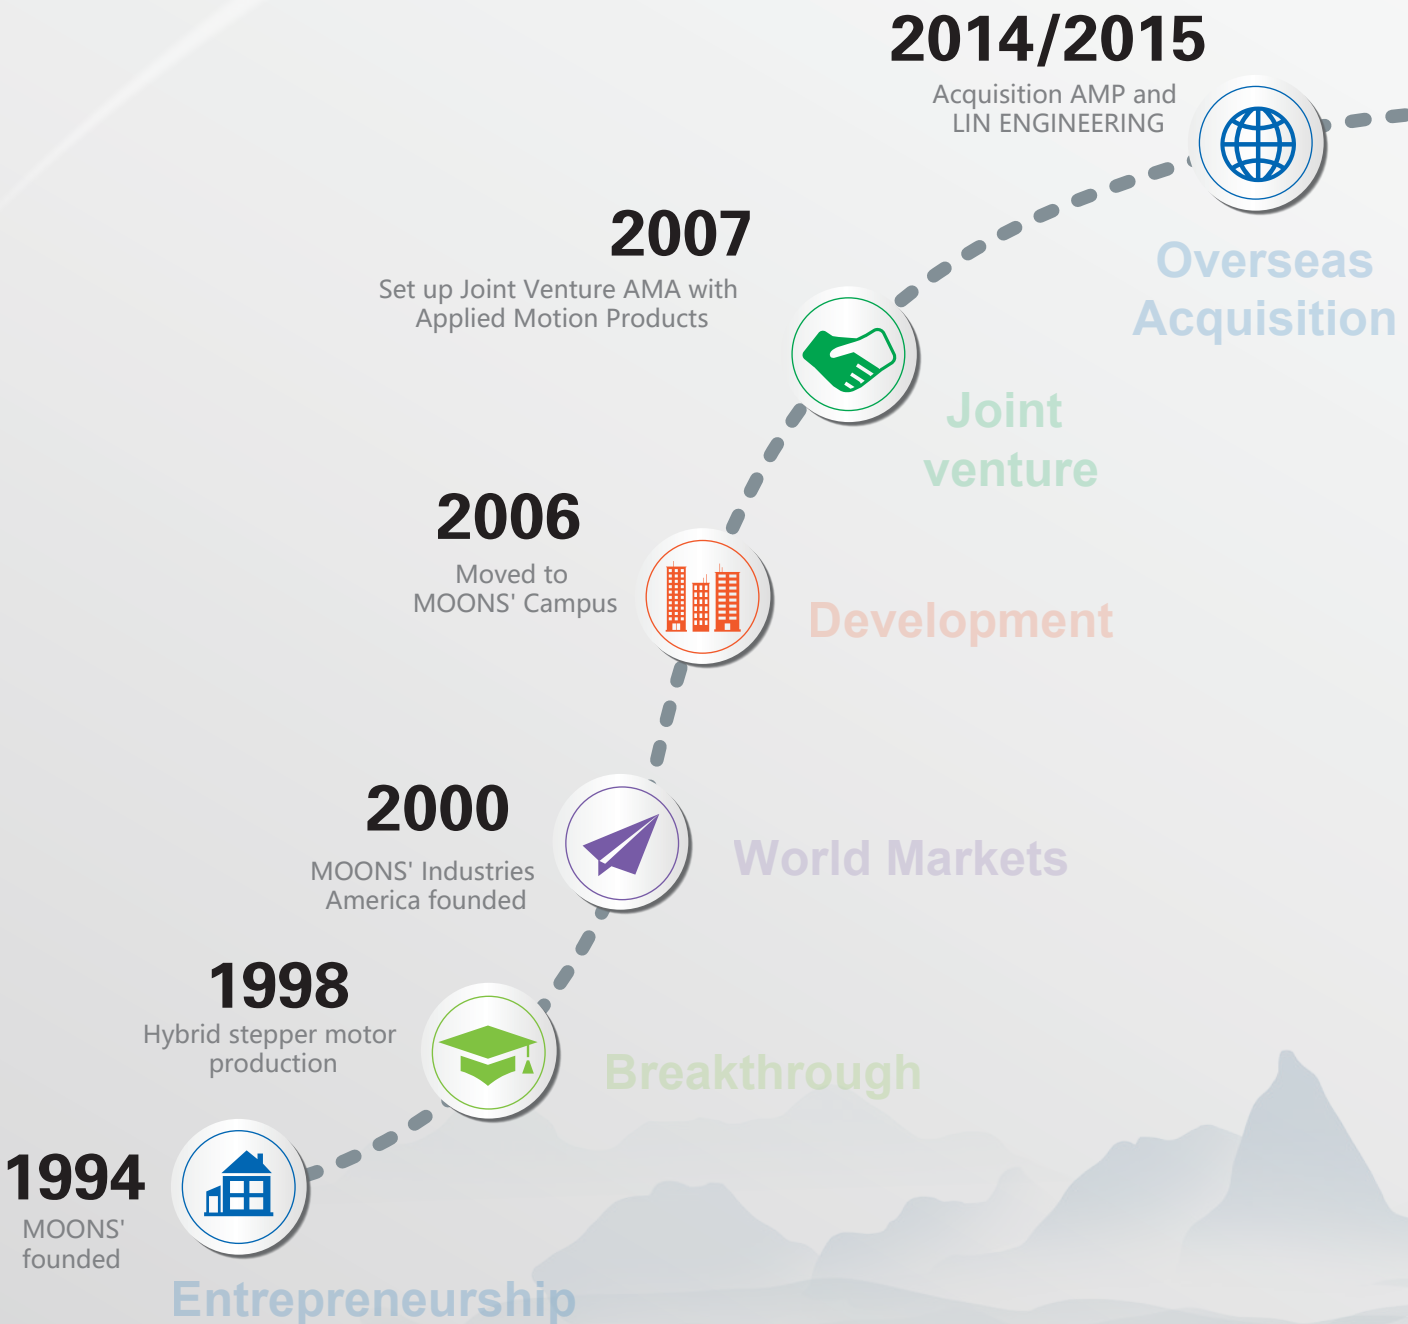 2014/2015
Acquisition AMP and
LIN ENGINEERING
Overseas
Acquisition
2007
Set up Joint Venture AMA with
Applied Motion Products
Joint
venture
2006
Moved to
MOONS' Campus
Development
2000
MOONS' Industries
America founded
World Markets
1998
Hybrid stepper motor
production
Breakthrough
1994
MOONS'
founded
Entrepreneurship